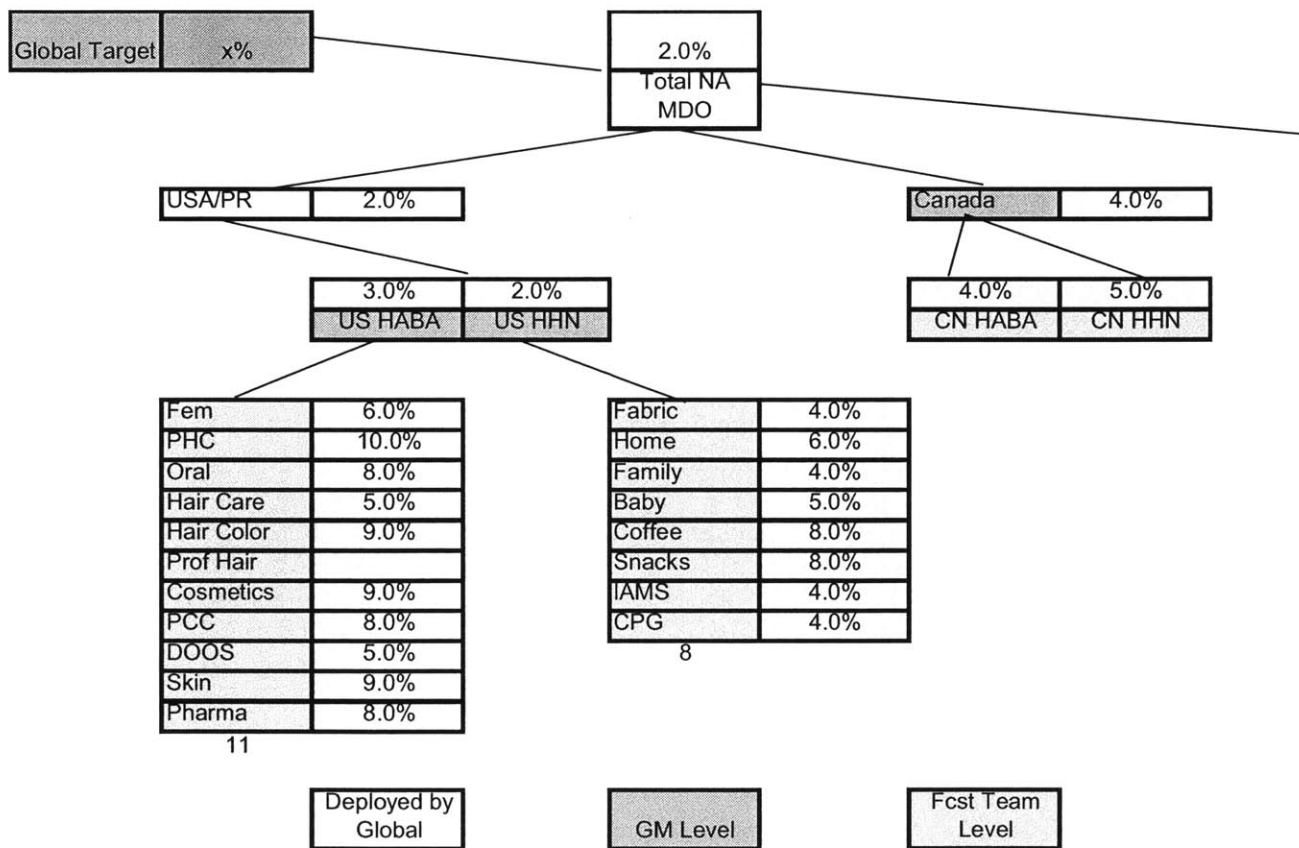 Global Target x%
2.0%
Total NA
MDO
USA/PR 2.0%
Canada 4.0%
3.0% 2.0%
US HABA US HHN
4.0% 5.0%
CN HABA CN HHN
Fem 6.0%
PHC 10.0%
Oral 8.0%
Hair Care 5.0%
Hair Color 9.0%
Prof Hair
Cosmetics 9.0%
PCC 8.0%
DOOS 5.0%
Skin 9.0%
Pharma 8.0%
11
Fabric 4.0%
Home 6.0%
Family 4.0%
Baby 5.0%
Coffee 8.0%
Snacks 8.0%
IAMS 4.0%
CPG 4.0%
8
Deployed by
Global
GM Level
Fcst Team
Level